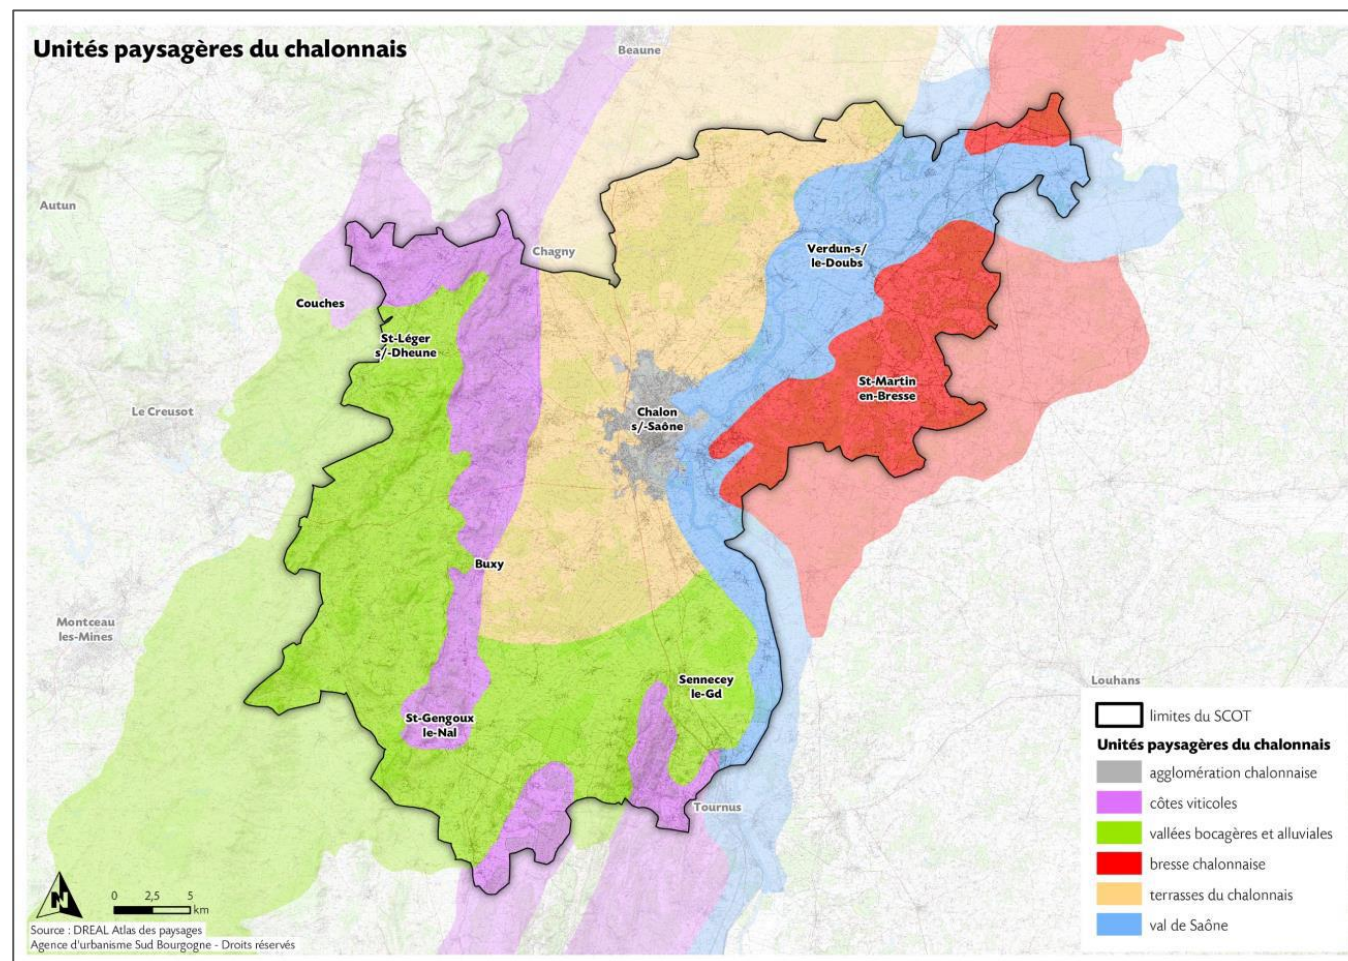 Unités paysagères du chalonnais
Beaune
Autun
Chagny
Verdun-s/
le-Doubs
Couches
St-Léger
s/-Dheune
Le Creusot
Chalon
s/-Saône
St-Martin
en-Bresse
Buxy
Montceau
les-Mines
Sennecey
le-Gd
Louhans
St-Gengoux
le-Nal
Tournus
limites du SCOT
Unités paysagères du chalonnais
agglomération chalonnaise
côtes viticoles
vallées bocagères et alluviales
bresse chalonnaise
terrasses du chalonnais
val de Saône
N
0 2,5 5
km
Source : DREAL Atlas des paysages
Agence d'urbanisme Sud Bourgogne - Droits réservés